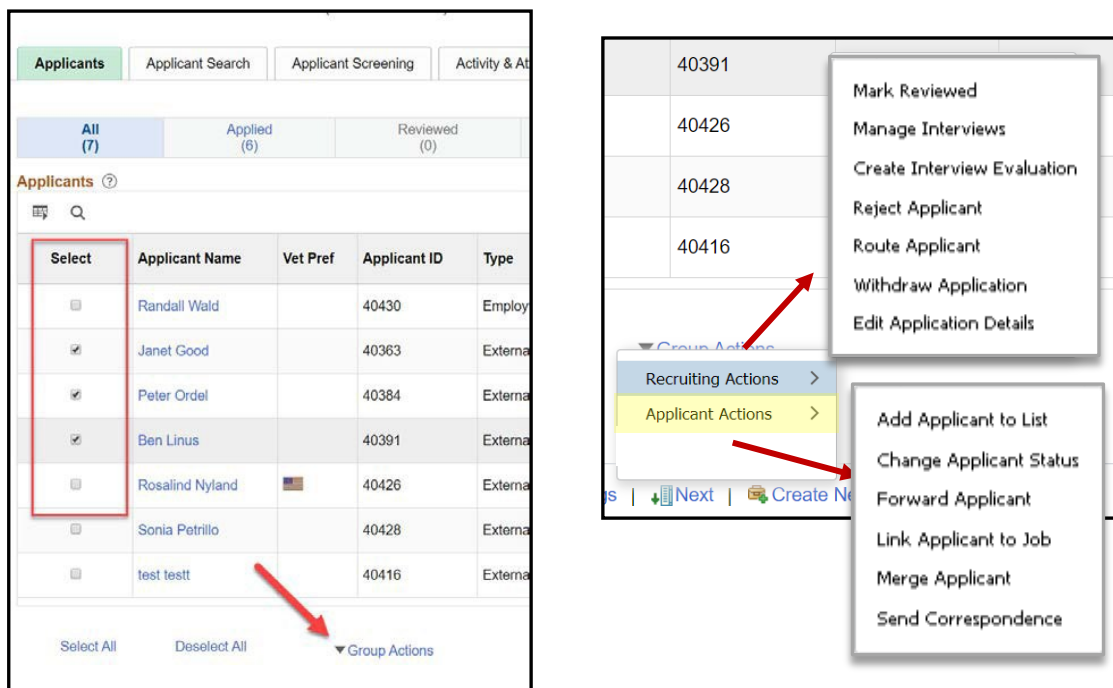 Applicants Applicant Search Applicant Screening Activity & At
All Applied Reviewed
(7) (6) (0)
Applicants ?
Select Applicant Name Vet Pref Applicant ID Type
Randall Wald 40430 Employ
Janet Good 40363 Externa
Peter Ordel 40384 Externa
Ben Linus 40391 Externa
Rosalind Nyland 40426 Externa
Sonia Petrillo 40428 Externa
test testt 40416 Externa
Select All Deselect All Group Actions
40391
40426
40428
40416
Mark Reviewed
Manage Interviews
Create Interview Evaluation
Reject Applicant
Route Applicant
Withdraw Application
Edit Application Details
Group Actions
Recruiting Actions
Applicant Actions
gs | Next | Create Ne
Add Applicant to List
Change Applicant Status
Forward Applicant
Link Applicant to Job
Merge Applicant
Send Correspondence